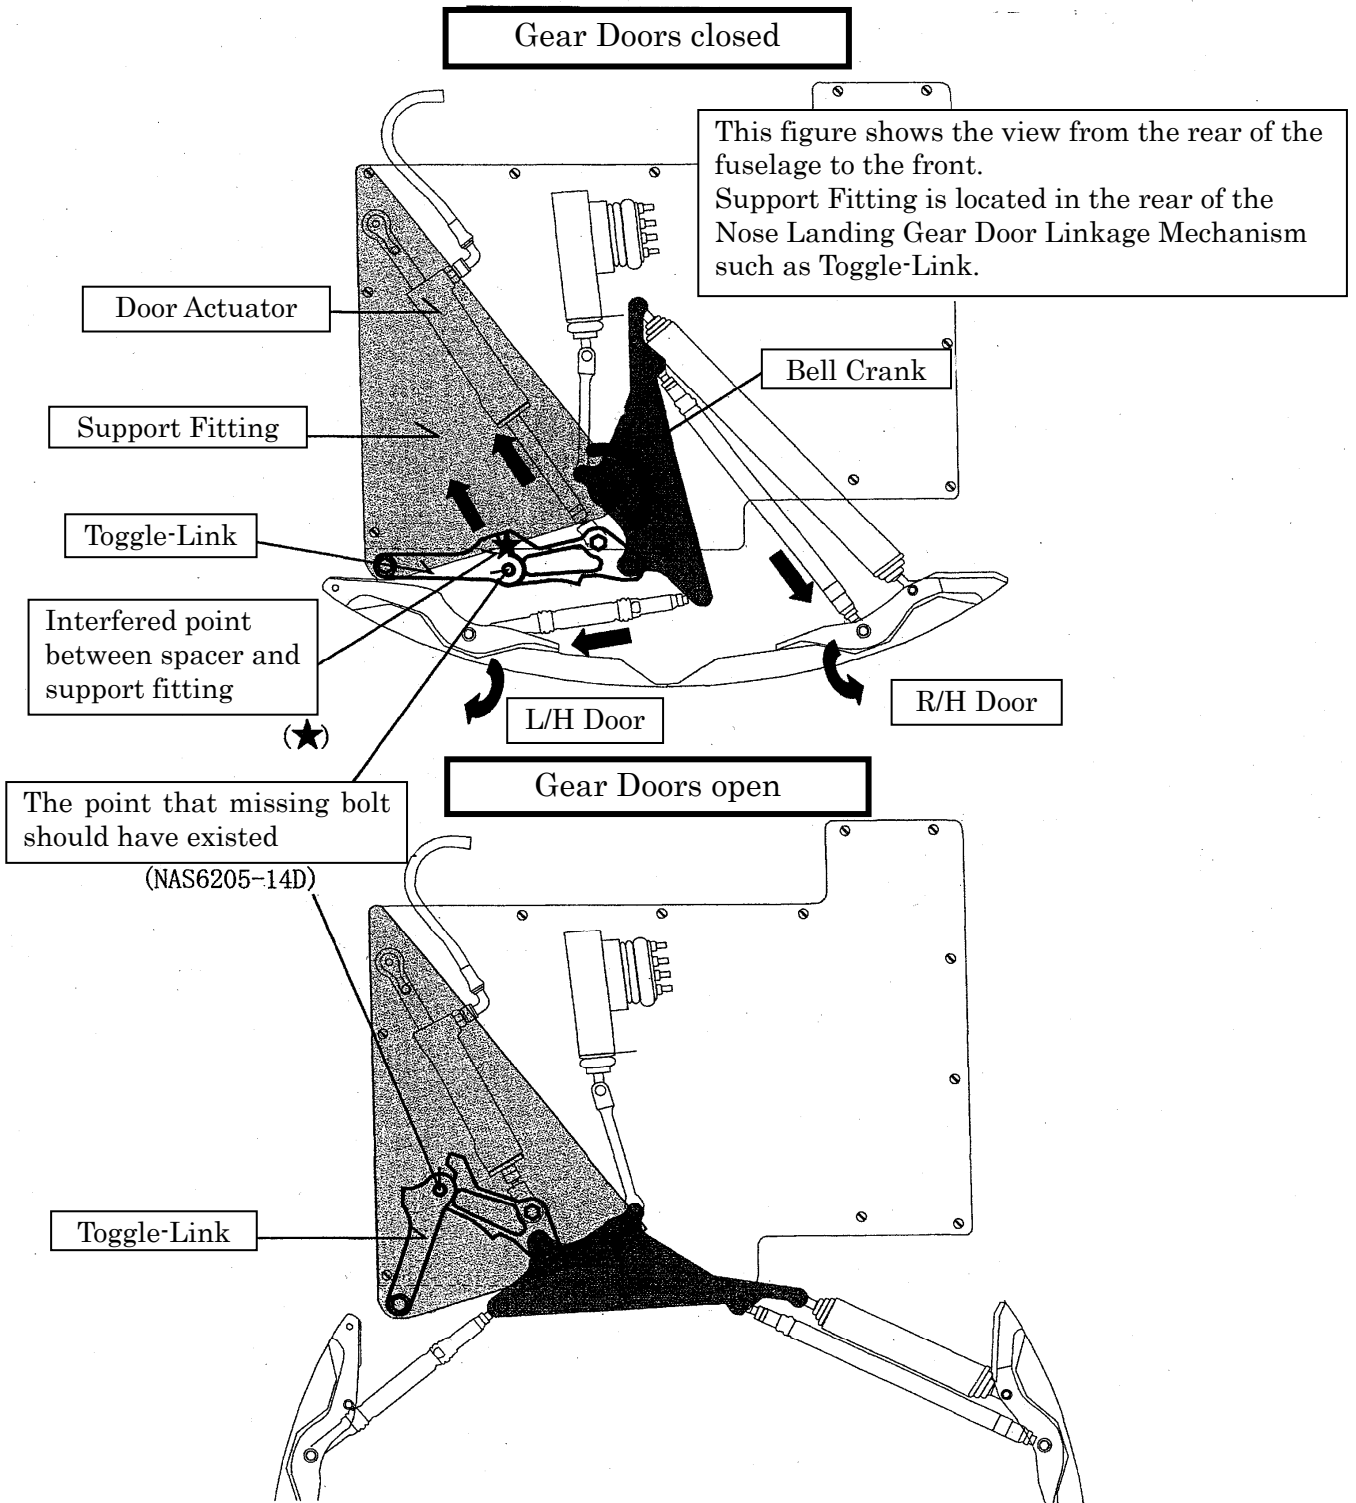 Gear Doors closed
This figure shows the view from the rear of the
fuselage to the front.
Support Fitting is located in the rear of the
Nose Landing Gear Door Linkage Mechanism
such as Toggle-Link.
Door Actuator
Bell Crank
Support Fitting
Toggle-Link
Interfered point
between spacer and
support fitting
(★)
L/H Door
R/H Door
Gear Doors open
The point that missing bolt
should have existed
(NAS6205-14D)
Toggle-Link